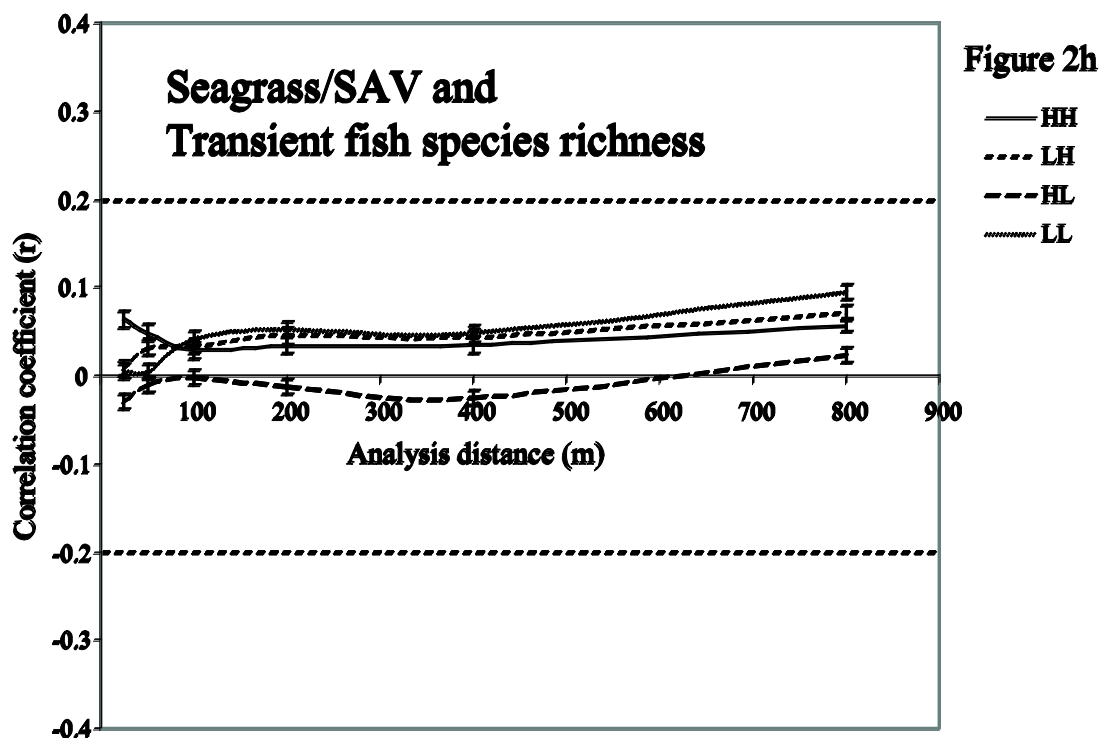 Figure 2h
Seagrass/SAV and
Transient fish species richness
HH
LH
HL
LL
Correlation coefficient (r)
0.4
0.3
0.2
0.1
0
-0.1
-0.2
-0.3
-0.4
100 200 300 400 500 600 700 800 900
Analysis distance (m)